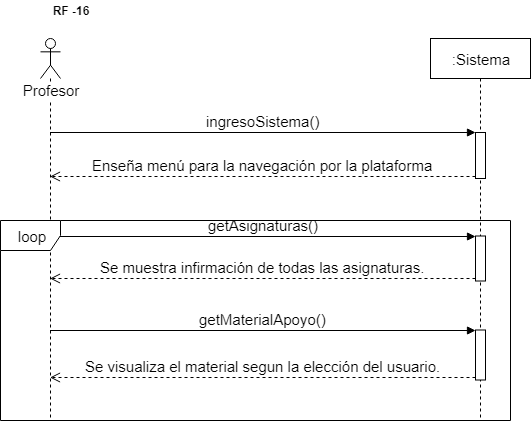 RF -16
Profesor
:Sistema
ingresoSistema()
Enseña menú para la navegación por la plataforma
loop
getAsignaturas()
Se muestra infirmación de todas las asignaturas.
getMaterialApoyo()
Se visualiza el material segun la elección del usuario.